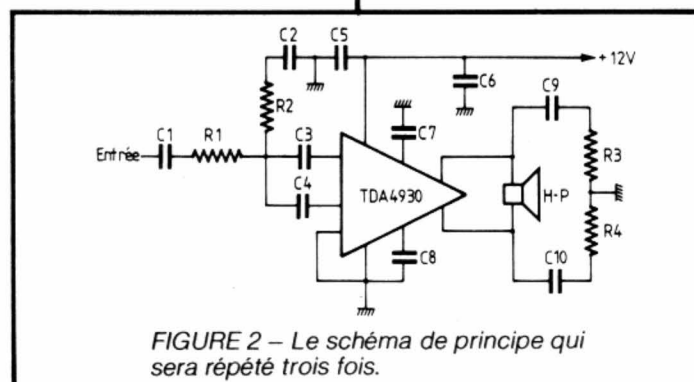 C2
C5
+12V
C6
C9
R2
C1
R1
C3
C7
Entrée
R3
TDA4930
H-P
C4
R4
C8
C10
FIGURE 2 – Le schéma de principe qui
sera répété trois fois.